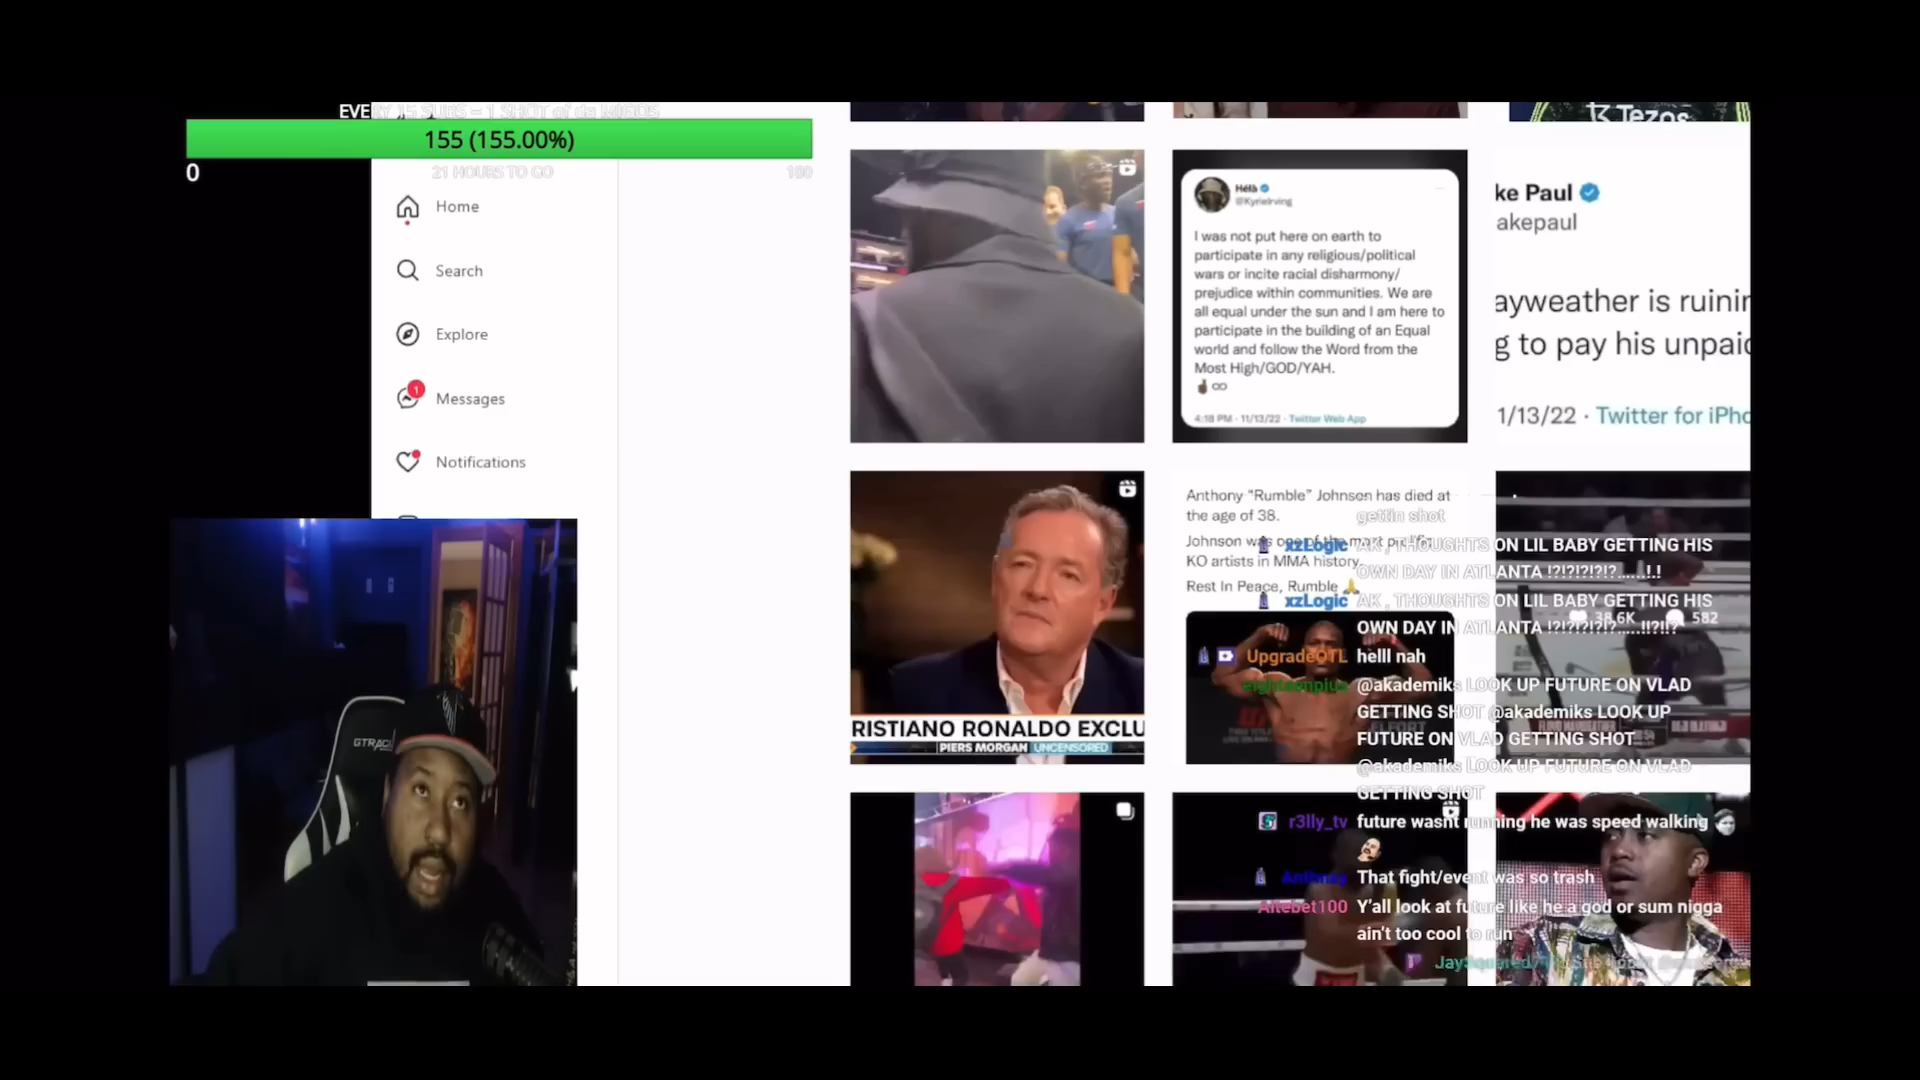 EVERY 15 SUBS = 1 SHOT of da
155 (155.00%)
0
21 HOURS TO GO
100
Home
Search
Explore
1
Messages
Notifications
Tezos
Hélà
@KyrieIrving
I was not put here on earth to
participate in any religious/political
wars or incite racial disharmony/
prejudice within communities. We are
all equal under the sun and I am here to
participate in the building of an Equal
world and follow the Word from the
Most High/GOD/YAH.
4:18 PM · 11/13/22 · Twitter Web App
ke Paul
akepaul
ayweather is ruinin
g to pay his unpaid
1/13/22 · Twitter for iPho
RISTIANO RONALDO EXCLU
PIERS MORGAN UNCENSORED
Anthony “Rumble” Johnson has died at
the age of 38.
Johnson was one of the most prolific
KO artists in MMA history.
Rest In Peace, Rumble
38.6K 582
GTRACING
gettin shot
xzLogic AK , THOUGHTS ON LIL BABY GETTING HIS
OWN DAY IN ATLANTA !?!?!?!?!?.....!.!
xzLogic AK , THOUGHTS ON LIL BABY GETTING HIS
OWN DAY IN ATLANTA !?!?!?!?!?.....!!?!!?
UpgradeOTL helll nah
eighteenpius @akademiks LOOK UP FUTURE ON VLAD
GETTING SHOT @akademiks LOOK UP
FUTURE ON VLAD GETTING SHOT
@akademiks LOOK UP FUTURE ON VLAD
GETTING SHOT
r3lly_tv future wasnt running he was speed walking
That fight/event was so trash
Aftebet100 Y'all look at future like he a god or sum nigga
ain't too cool to run